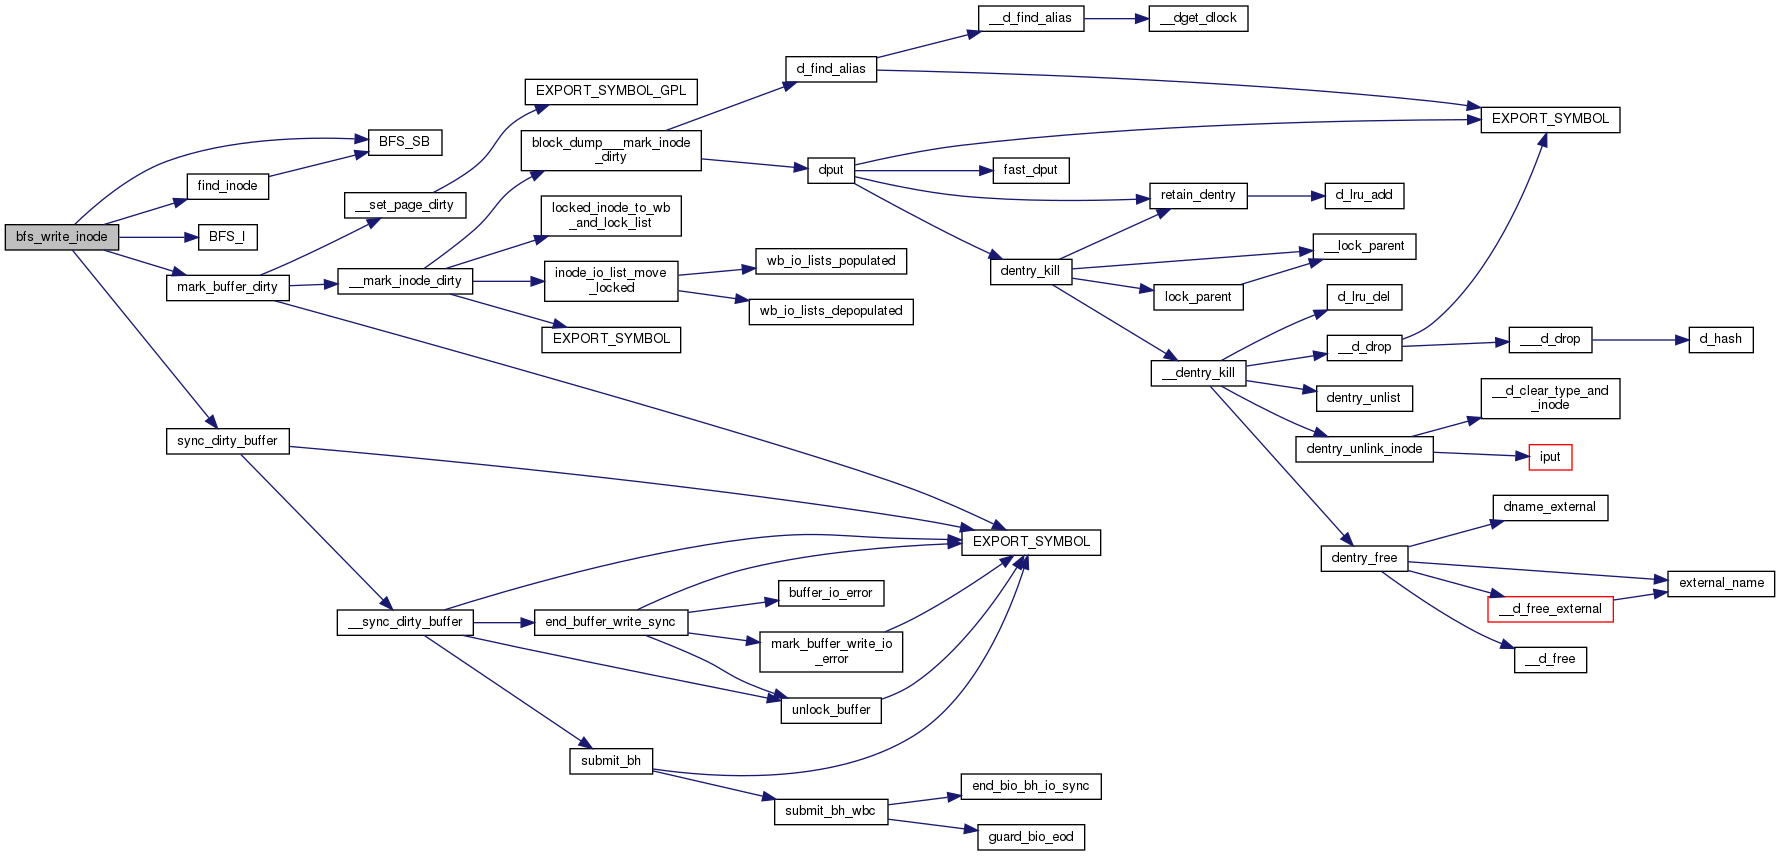 __d_find_alias
__dget_dlock
d_find_alias
EXPORT_SYMBOL_GPL
EXPORT_SYMBOL
BFS_SB
block_dump___mark_inode
_dirty
dput
fast_dput
find_inode
retain_dentry
d_lru_add
__set_page_dirty
locked_inode_to_wb
_and_lock_list
bfs_write_inode
BFS_I
__lock_parent
wb_io_lists_populated
dentry_kill
mark_buffer_dirty
__mark_inode_dirty
inode_io_list_move
_locked
lock_parent
d_lru_del
wb_io_lists_depopulated
EXPORT_SYMBOL
__d_drop
___d_drop
d_hash
__dentry_kill
dentry_unlist
__d_clear_type_and
_inode
sync_dirty_buffer
dentry_unlink_inode
iput
dname_external
EXPORT_SYMBOL
dentry_free
external_name
buffer_io_error
__d_free_external
__sync_dirty_buffer
end_buffer_write_sync
mark_buffer_write_io
_error
__d_free
unlock_buffer
submit_bh
end_bio_bh_io_sync
submit_bh_wbc
guard_bio_eod